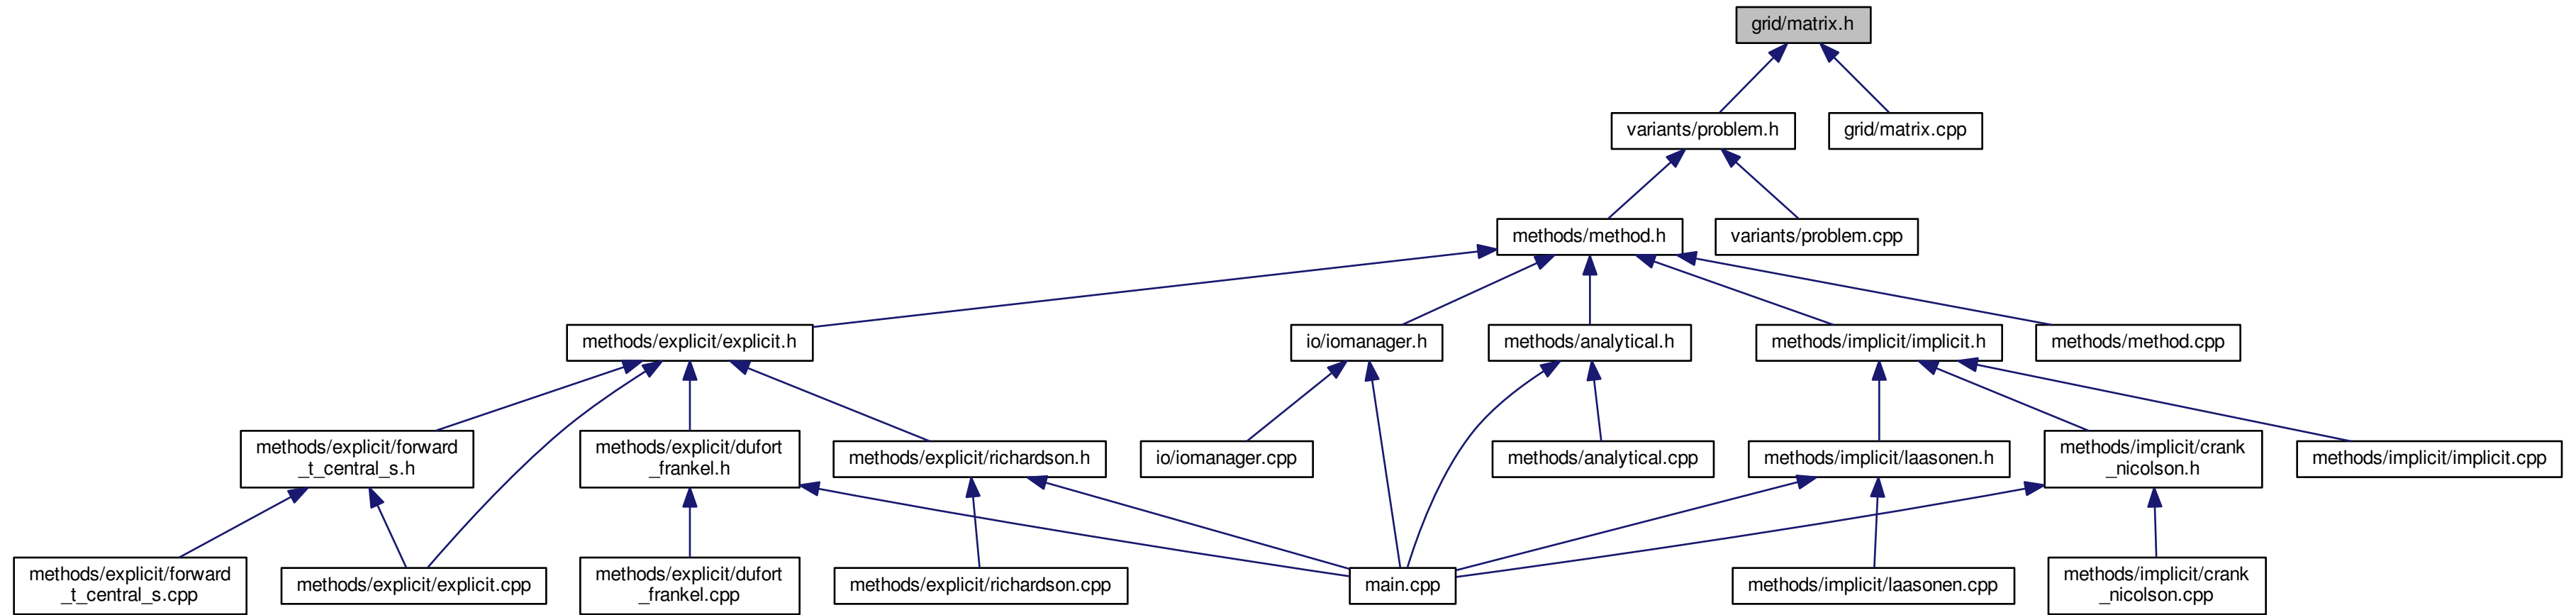 grid/matrix.h
variants/problem.h
grid/matrix.cpp
methods/method.h
variants/problem.cpp
methods/explicit/explicit.h
io/iomanager.h
methods/analytical.h
methods/implicit/implicit.h
methods/method.cpp
methods/explicit/forward
_t_central_s.h
methods/explicit/dufort
_frankel.h
methods/explicit/richardson.h
io/iomanager.cpp
methods/analytical.cpp
methods/implicit/laasonen.h
methods/implicit/crank
_nicolson.h
methods/implicit/implicit.cpp
methods/explicit/forward
_t_central_s.cpp
methods/explicit/explicit.cpp
methods/explicit/dufort
_frankel.cpp
methods/explicit/richardson.cpp
main.cpp
methods/implicit/laasonen.cpp
methods/implicit/crank
_nicolson.cpp